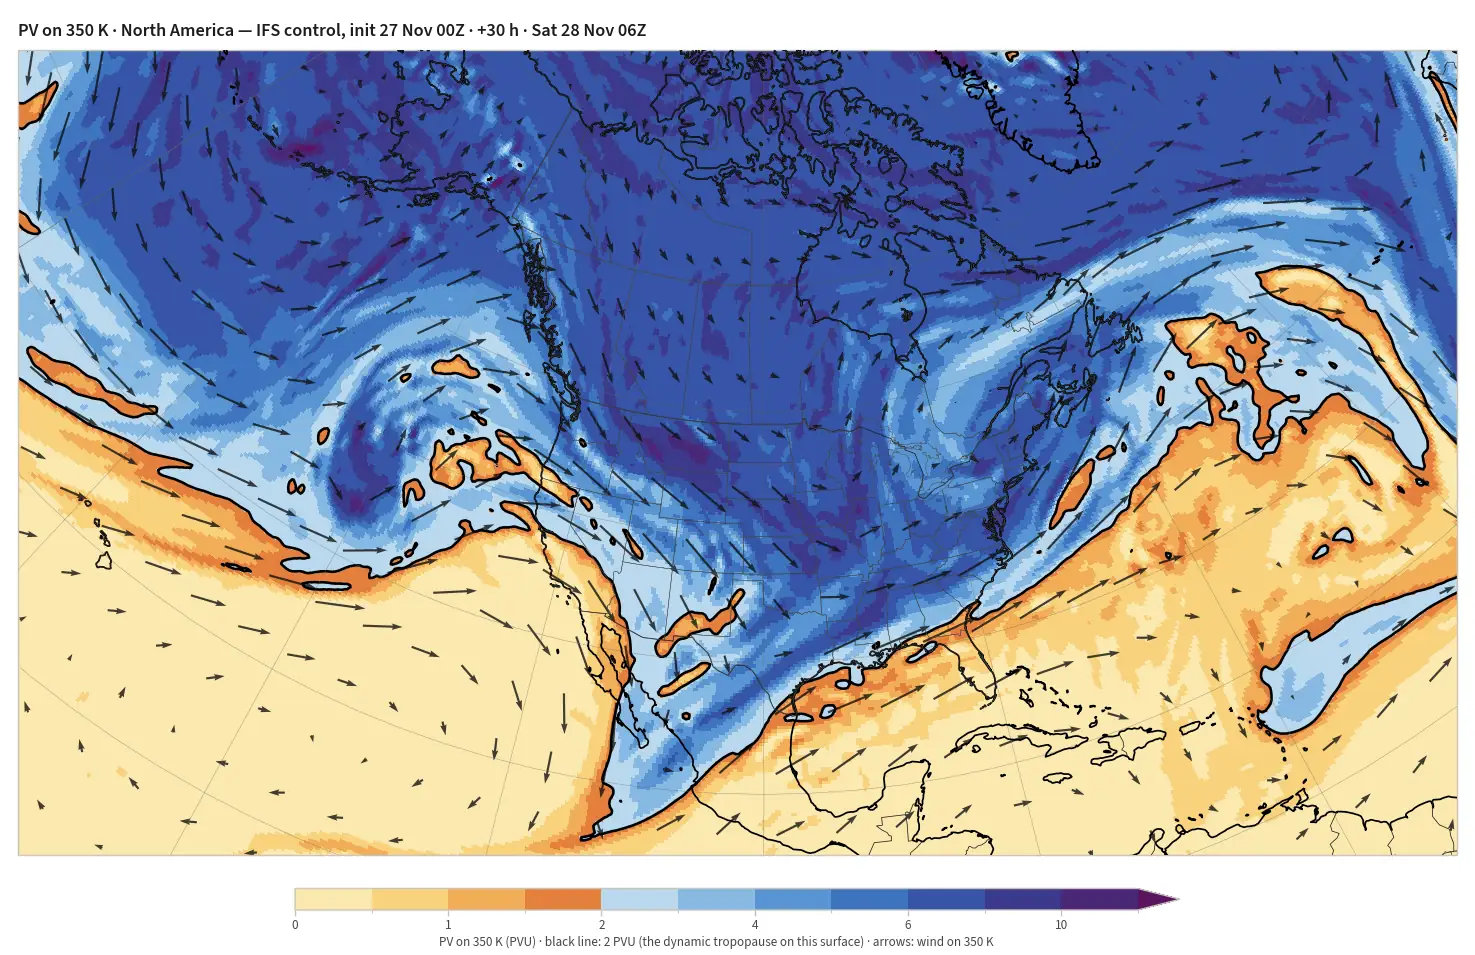 PV on 350 K · North America — IFS control, init 27 Nov 00Z · +30 h · Sat 28 Nov 06Z
0 1 2 4 6 10
PV on 350 K (PVU) · black line: 2 PVU (the dynamic tropopause on this surface) · arrows: wind on 350 K